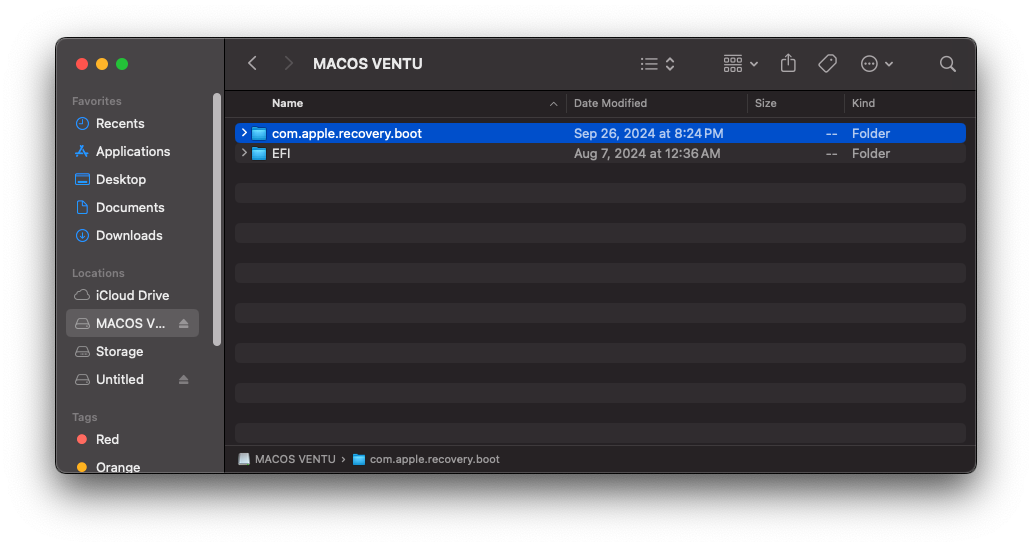 MACOS VENTU
Favorites
Recents
Applications
Desktop
Documents
Downloads
Locations
iCloud Drive
MACOS V...
Storage
Untitled
Tags
Red
Orange
Name Date Modified Size Kind
com.apple.recovery.boot Sep 26, 2024 at 8:24 PM -- Folder
EFI Aug 7, 2024 at 12:36 AM -- Folder
MACOS VENTU › com.apple.recovery.boot